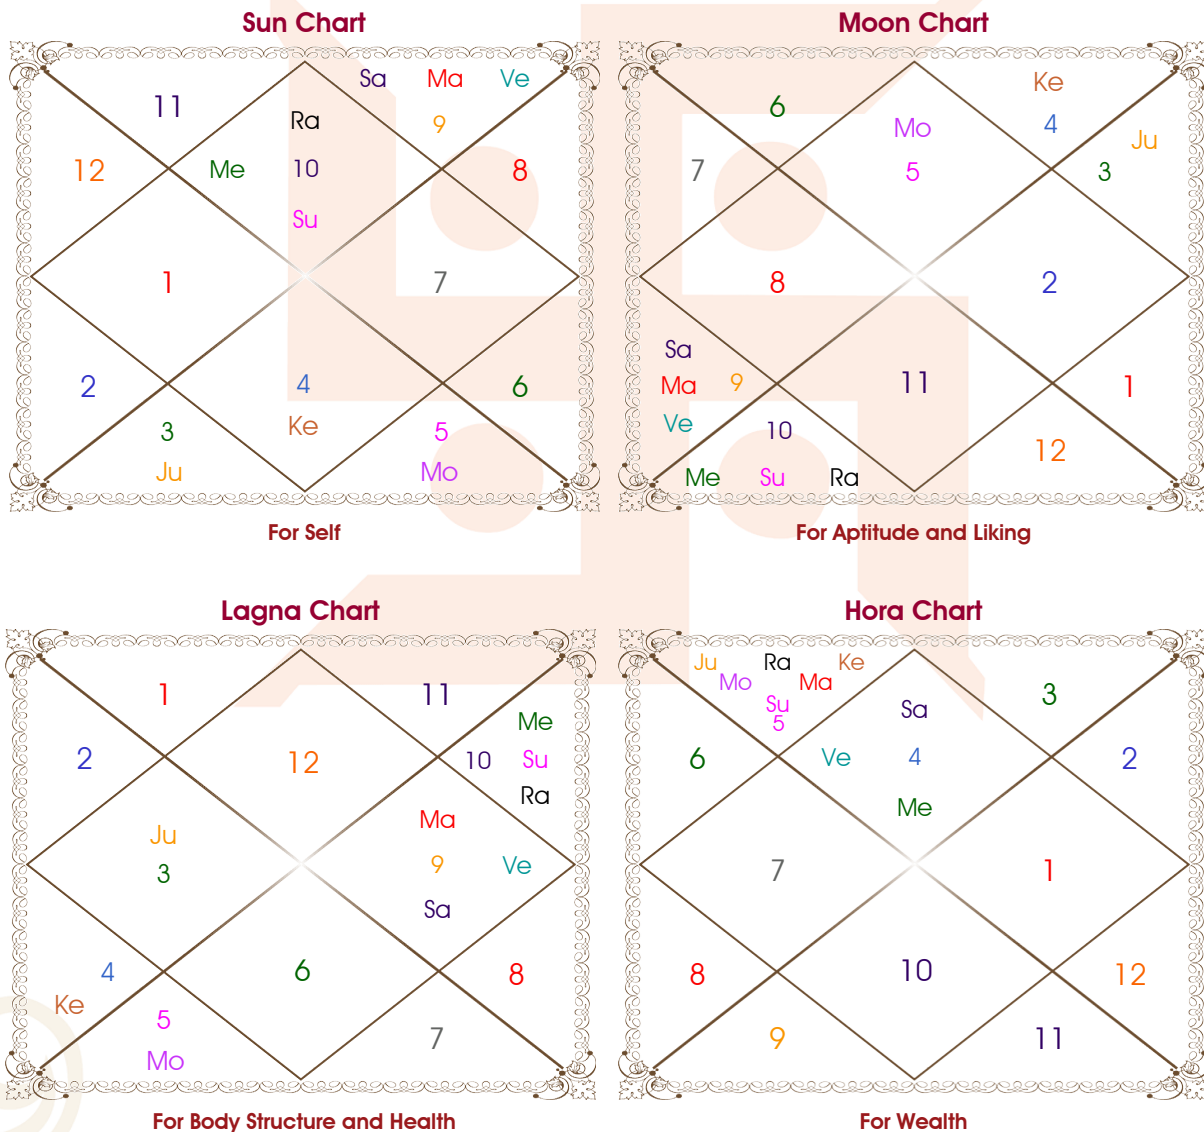 Sun Chart
Sa Ma Ve
11 Ra 9
12 Me 10 8
Su
1 7
2 4 6
3 Ke 5
Ju Mo
For Self
Moon Chart
Ke
6 Mo 4 Ju
7 5 3
8 2
Sa
Ma 9 11 1
Ve 10 12
Me Su Ra
For Aptitude and Liking
Lagna Chart
1 11
Me
2 12 10 Su
Ra
Ju Ma
3 9 Ve
Sa
4 6 8
Ke 5 7
Mo
For Body Structure and Health
Hora Chart
Ju Ra Ke
Mo Ma 3
Su Sa
5
6 Ve 4 2
Me
7 1
8 10 12
9 11
For Wealth